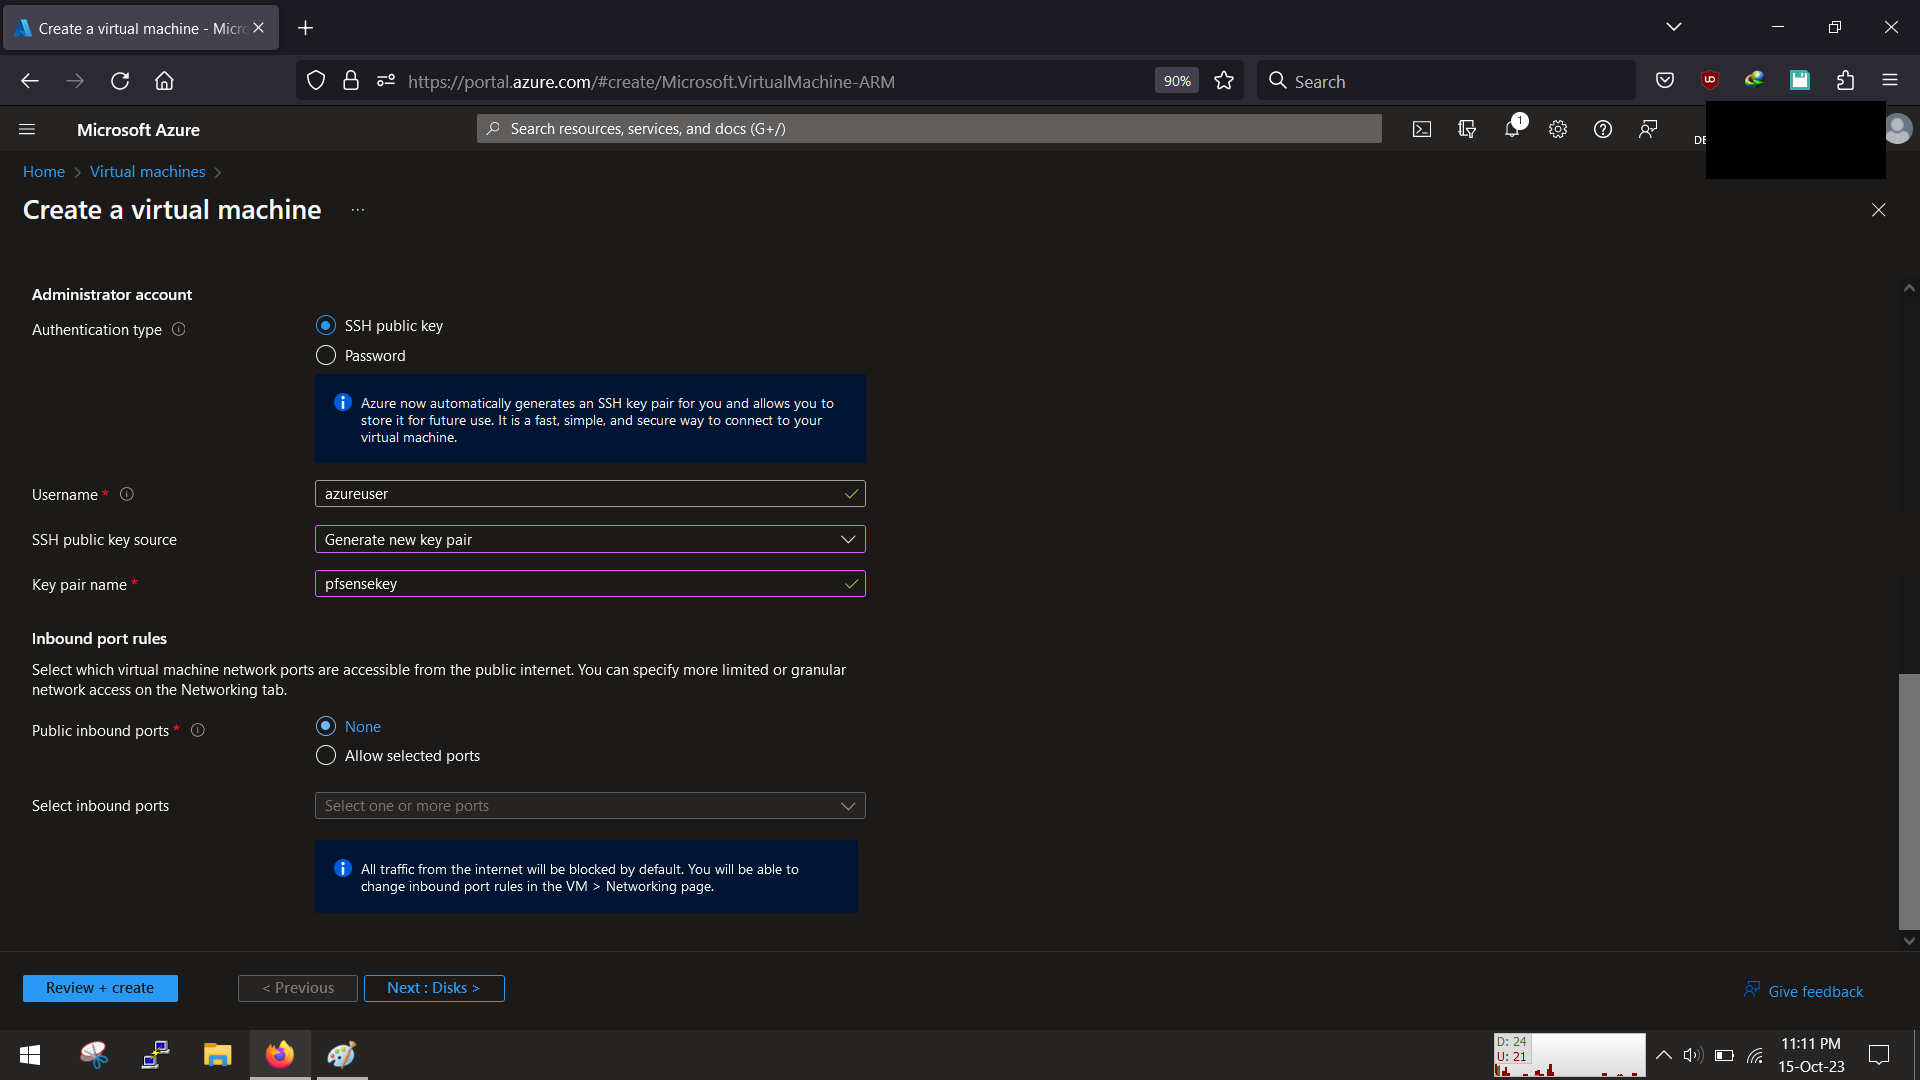 Create a virtual machine - Micro
https://portal.azure.com/#create/Microsoft.VirtualMachine-ARM
90%
Search
Microsoft Azure
Search resources, services, and docs (G+/)
1
DE
Home > Virtual machines >
Create a virtual machine ...
Administrator account
Authentication type
SSH public key
Password
Azure now automatically generates an SSH key pair for you and allows you to
store it for future use. It is a fast, simple, and secure way to connect to your
virtual machine.
Username *
azureuser
SSH public key source
Generate new key pair
Key pair name *
pfsensekey
Inbound port rules
Select which virtual machine network ports are accessible from the public internet. You can specify more limited or granular
network access on the Networking tab.
Public inbound ports *
None
Allow selected ports
Select inbound ports
Select one or more ports
All traffic from the internet will be blocked by default. You will be able to
change inbound port rules in the VM > Networking page.
Review + create
< Previous
Next : Disks >
Give feedback
D: 24
U: 21
11:11 PM
15-Oct-23